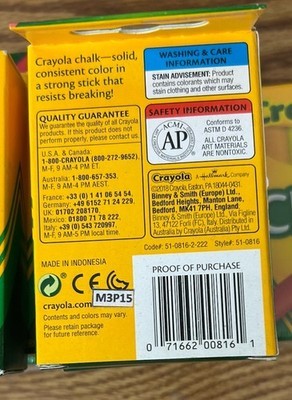 Crayola chalk—solid,
consistent color in
a strong stick that
resists breaking!
WASHING & CARE
INFORMATION
STAIN ADVISEMENT: Product
contains colorants which may
stain clothing and other surfaces.
QUALITY GUARANTEE
We guarantee the quality of all Crayola
products. If this product does not
perform properly, please contact us.
U.S.A. & Canada:
1-800-CRAYOLA (800-272-9652),
M-F, 9 AM-4 PM EST.
Australia: 1-800-657-353,
M-F, 9 AM-4 PM AEST.
France: +33 (0) 1 41 06 54 54,
Germany: +49 6152 71 24 229,
UK: 01702 208170,
Mexico: 01800 71 78 222,
Italy: +39 (0) 543 720997,
M-F, 9 AM-5 PM local time.
SAFETY INFORMATION
ACMI
AP
Conforms to
ASTM D 4236.
ALL CRAYOLA
ART MATERIALS
ARE NONTOXIC.
Crayola
A Hallmark Company
©2018 Crayola, Easton, PA 18044-0431.
Binney & Smith (Europe) Ltd.,
Bedford Heights, Manton Lane,
Bedford, MK41 7PH, England.
Binney & Smith (Europe) Ltd., Via Figline
43, 47122 Forlì (FC), Italy. Distributed in
Australia by Crayola (Australia) Pty Ltd.
Code#: 51-0816-2-222 Style#: 51-0816
MADE IN INDONESIA
CE
crayola.com
M3P15
Contents and colors may vary.
Please retain package
for future reference.
PROOF OF PURCHASE
0 71662 00816 1